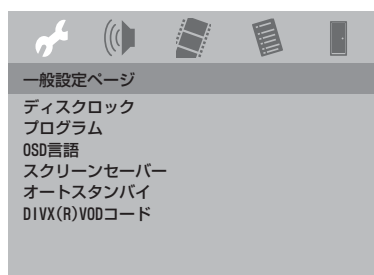 一般設定ページ
ディスクロック
プログラム
OSD言語
スクリーンセーバー
オートスタンバイ
DIVX(R)VODコード